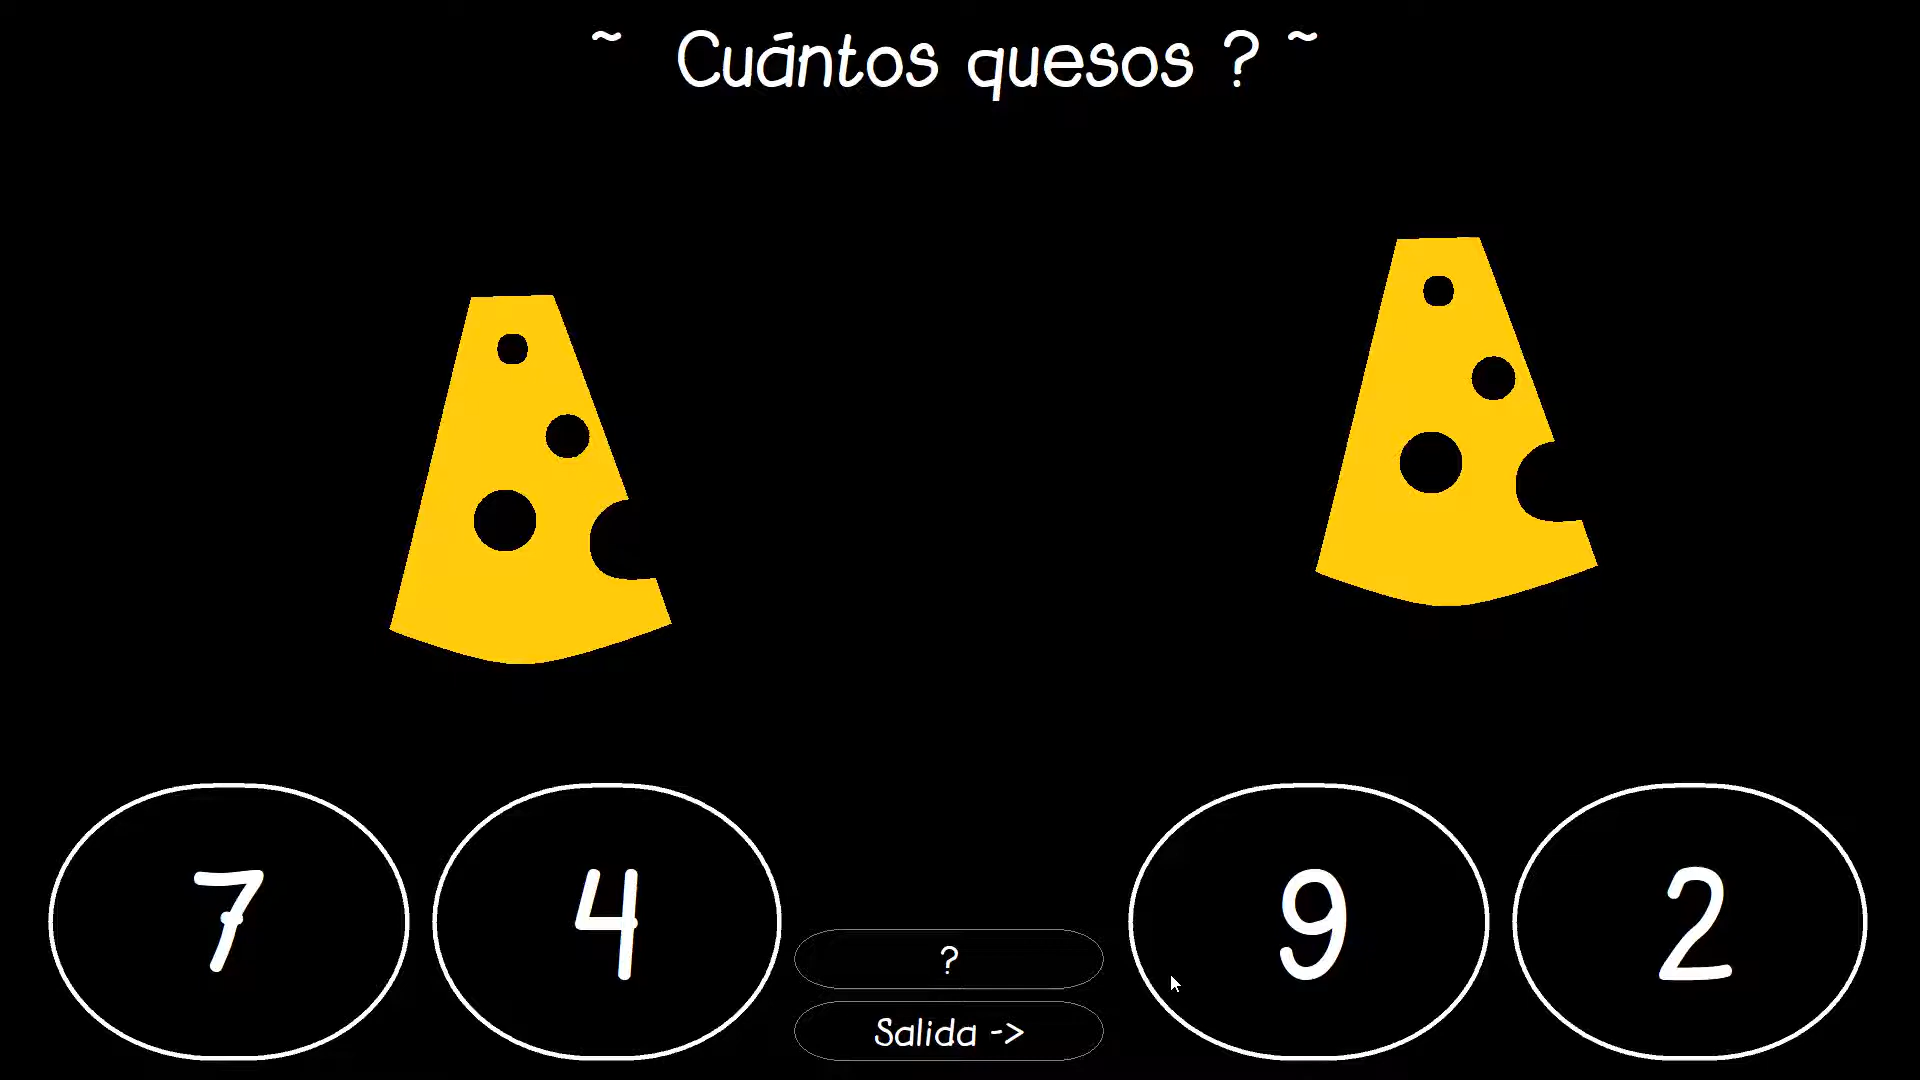 ~ Cuántos quesos ? ~
7 4 9 2
?
Salida ->